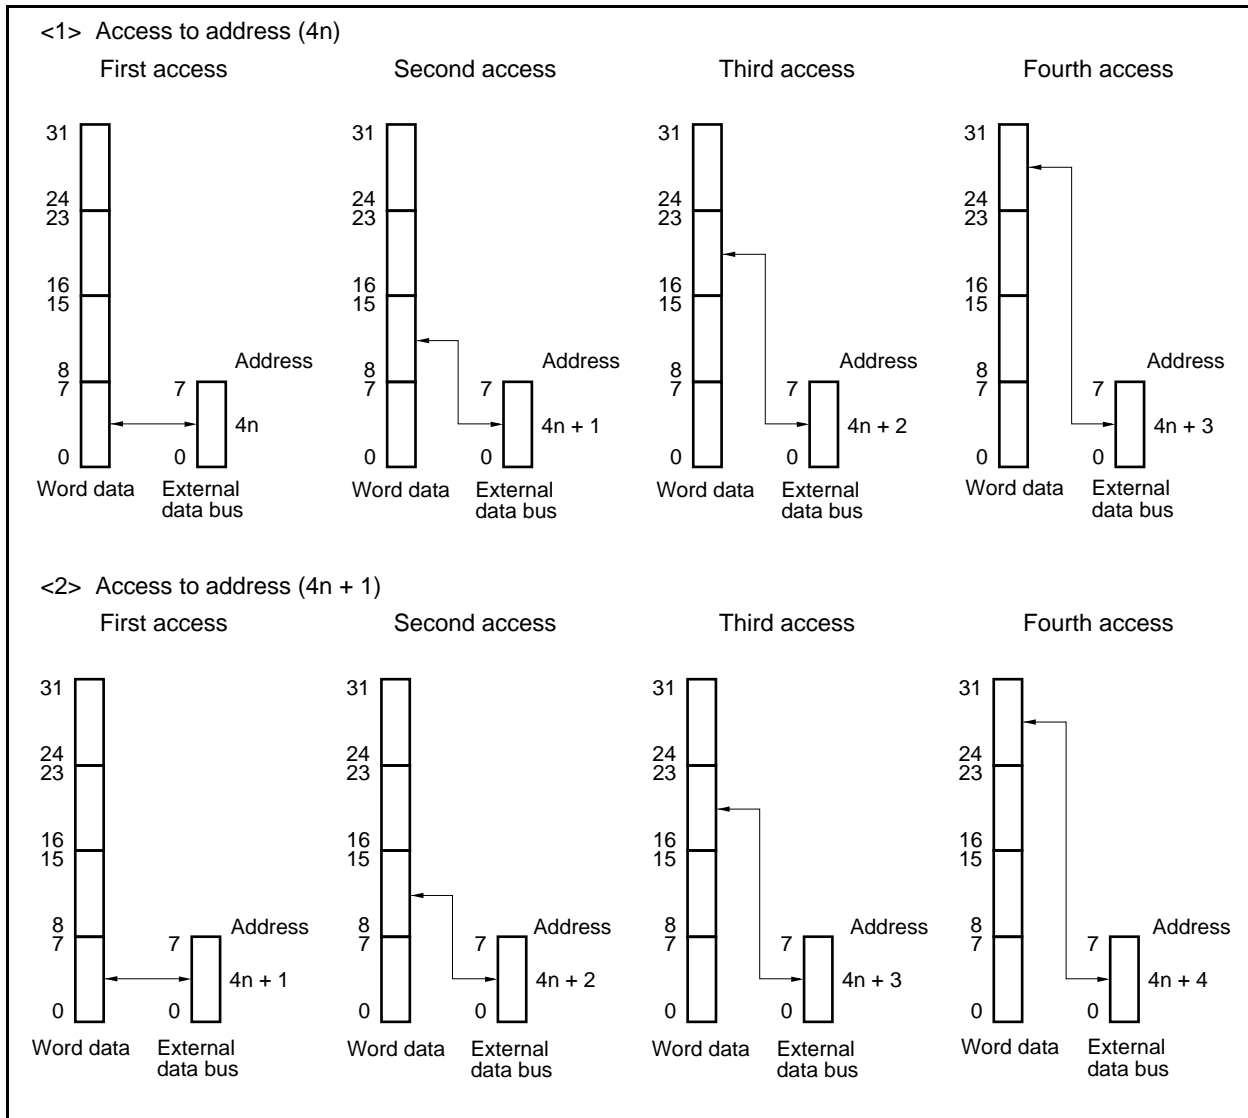 <1> Access to address (4n)
First access Second access Third access Fourth access
31 31 31 31
24 24 24 24
23 23 23 23
16 16 16 16
15 15 15 15
Address Address Address Address
8 8 8 8
7 7 7 7 7 7 7 7
4n 4n + 1 4n + 2 4n + 3
0 0 0 0 0 0 0 0
Word data External Word data External Word data External Word data External
data bus data bus data bus data bus
<2> Access to address (4n + 1)
First access Second access Third access Fourth access
31 31 31 31
24 24 24 24
23 23 23 23
16 16 16 16
15 15 15 15
8 Address 8 Address 8 Address 8 Address
7 7 7 7 7 7 7 7
4n + 1 4n + 2 4n + 3 4n + 4
0 0 0 0 0 0 0 0
Word data External Word data External Word data External Word data External
data bus data bus data bus data bus